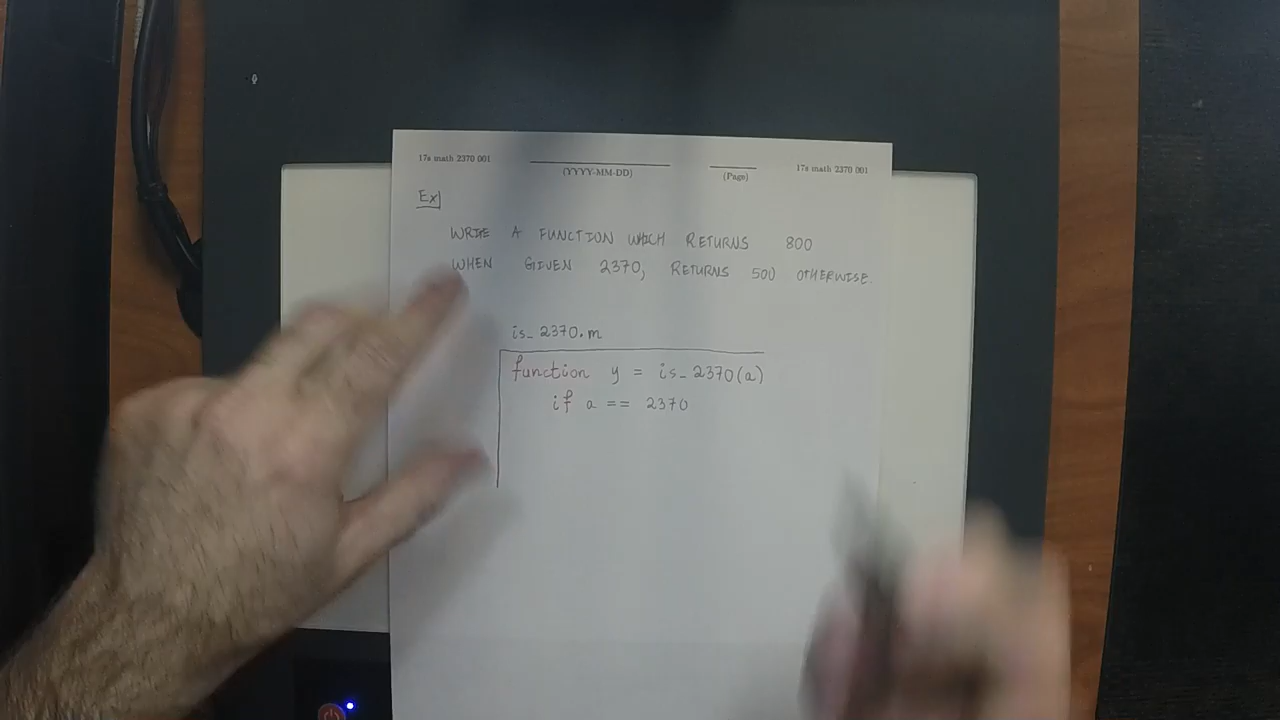 17s math 2370 001 (YYYY-MM-DD) (Page) 17s math 2370 001
Ex
WRITE A FUNCTION WHICH RETURNS 800
WHEN GIVEN 2370, RETURNS 500 OTHERWISE.
is_2370.m
function y = is_2370(a)
if a == 2370